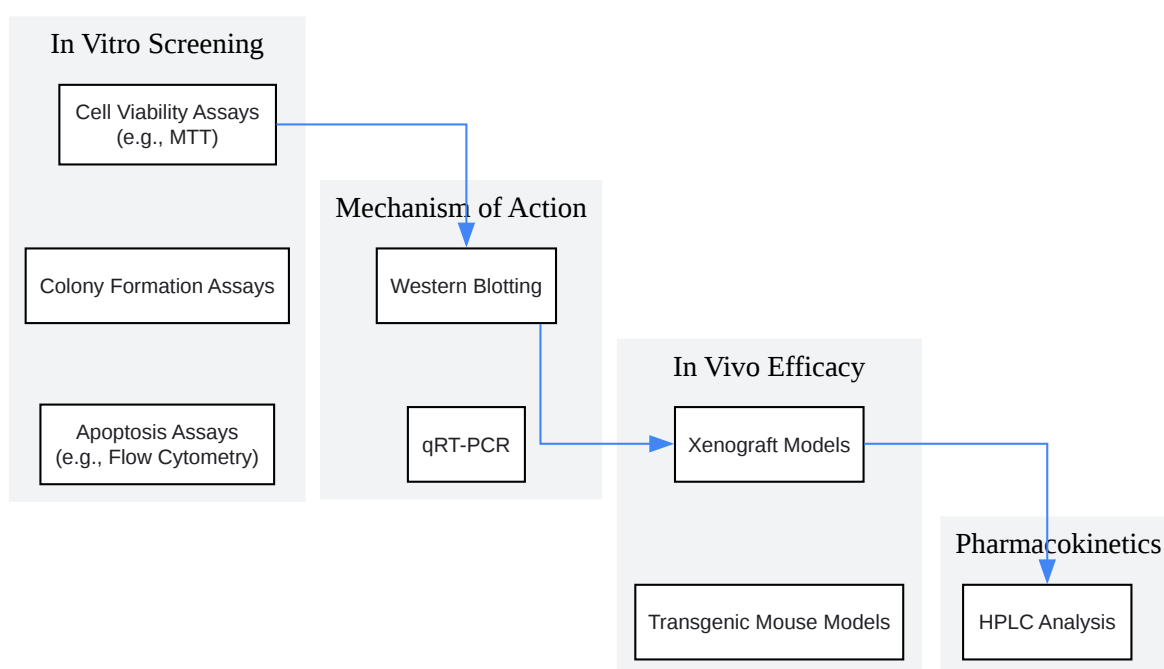 In Vitro Screening
Cell Viability Assays
(e.g., MTT)
Colony Formation Assays
Apoptosis Assays
(e.g., Flow Cytometry)
Mechanism of Action
Western Blotting
qRT-PCR
In Vivo Efficacy
Xenograft Models
Transgenic Mouse Models
Pharmacokinetics
HPLC Analysis